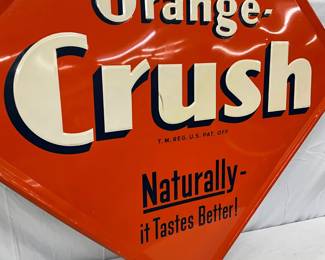 Orange-
Crush
T. M. REG. U.S. PAT. OFF.
Naturally-
it Tastes Better!